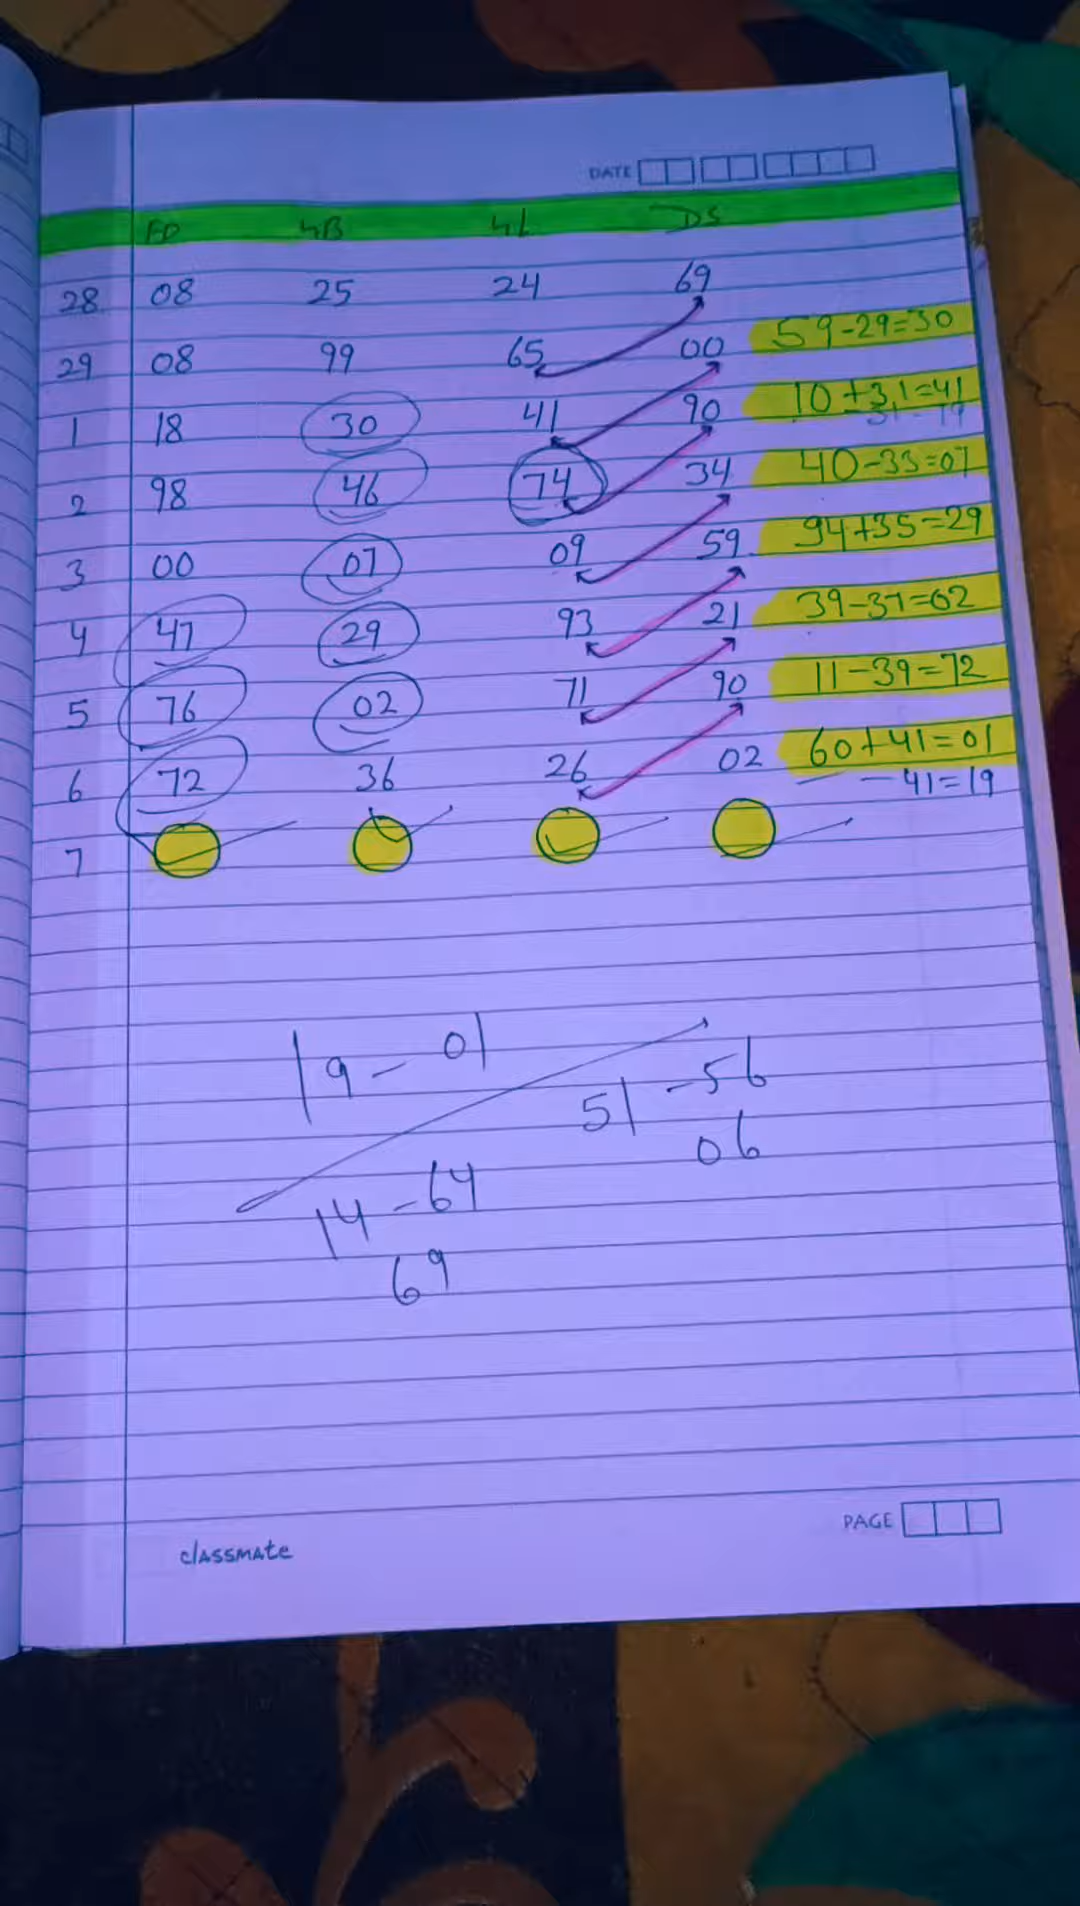 DATE
FD GB GL DS
28 08 25 24 69
29 08 99 65 00 59-29=30
1 18 30 41 90 10+31=41
2 98 46 74 34 40-33=07
3 00 07 09 59 94+35=29
4 47 29 93 21 39-37=02
5 76 02 71 90 11-39=72
6 72 36 26 02 60+41=01
-41=19
7
19-01
51-56
06
14-64
69
PAGE
classmate